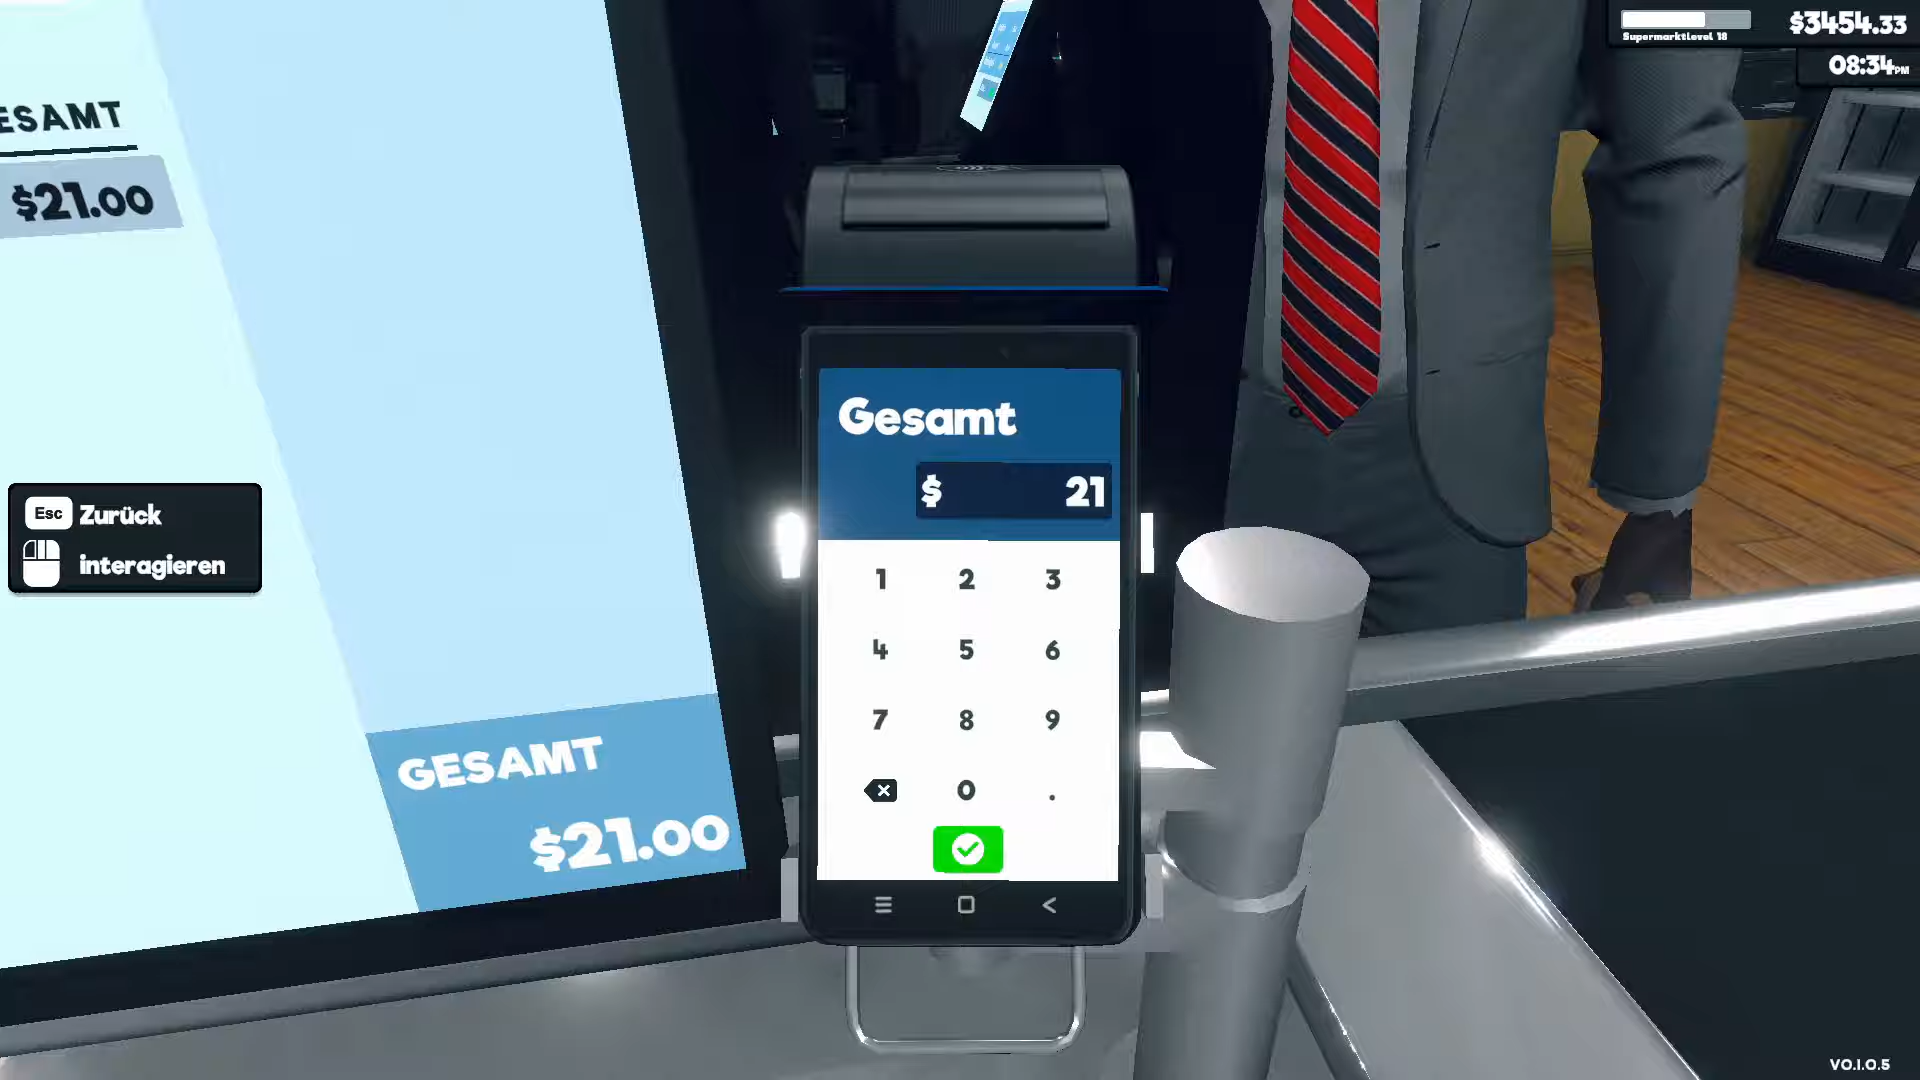 $3454.33
Supermarktlevel 18
08:34PM
ESAMT
$21.00
Gesamt
$ 21
Esc Zurück
interagieren
1 2 3
4 5 6
7 8 9
0 .
GESAMT
$21.00
V0.1.0.5